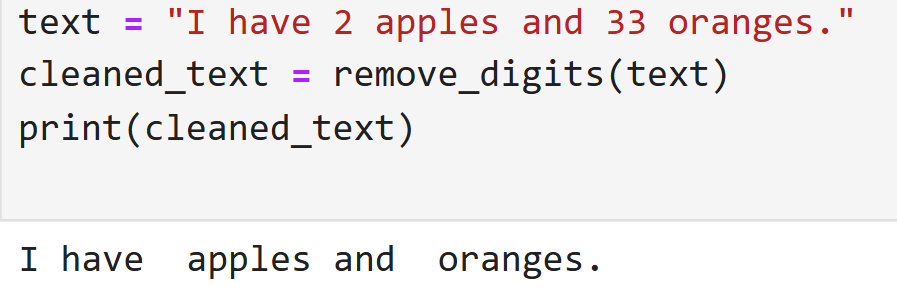 text = "I have 2 apples and 33 oranges."
cleaned_text = remove_digits(text)
print(cleaned_text)
I have  apples and  oranges.